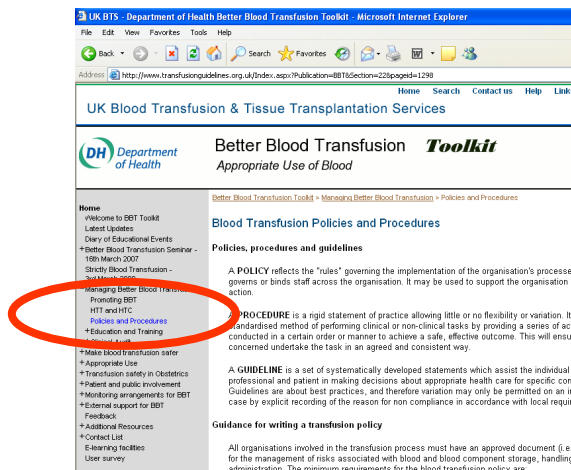 UK BTS - Department of Health Better Blood Transfusion Toolkit - Microsoft Internet Explorer
File Edit View Favorites Tools Help
Back Search Favorites
Address http://www.transfusionguidelines.org.uk/Index.aspx?Publication=BBT&Section=22&pageid=1298
Home Search Contact us Help Link
UK Blood Transfusion & Tissue Transplantation Services
DH Department
of Health
Better Blood Transfusion Toolkit
Appropriate Use of Blood
Better Blood Transfusion Toolkit > Managing Better Blood Transfusion > Policies and Procedures
Home
Welcome to BBT Toolkit
Latest Updates
Diary of Educational Events
+Better Blood Transfusion Seminar -
16th March 2007
Strictly Blood Transfusion -
Managing Better Blood
Promoting BBT
HTT and HTC
Policies and Procedures
+Education and Training
+Make blood transfusion safer
+Appropriate Use
+Transfusion safety in Obstetrics
+Patient and public involvement
+Monitoring arrangements for BBT
+External support for BBT
Feedback
+Additional Resources
+Contact List
E-learning facilities
User survey
Blood Transfusion Policies and Procedures
Policies, procedures and guidelines
A POLICY reflects the "rules" governing the implementation of the organisation's processe
governs or binds staff across the organisation. It may be used to support the organisation
action.
PROCEDURE is a rigid statement of practice allowing little or no flexibility or variation. It
standardised method of performing clinical or non-clinical tasks by providing a series of ac
conducted in a certain order or manner to achieve a safe, effective outcome. This will ensu
concerned undertake the task in an agreed and consistent way.
A GUIDELINE is a set of systematically developed statements which assist the individual
professional and patient in making decisions about appropriate health care for specific con
Guidelines are about best practices, and therefore variation may only be permitted on an i
case by explicit recording of the reason for non compliance in accordance with local requi
Guidance for writing a transfusion policy
All organisations involved in the transfusion process must have an approved document (i.e
for the management of risks associated with blood and blood component storage, handling
administration. The minimum requirements for the blood transfusion policy are: